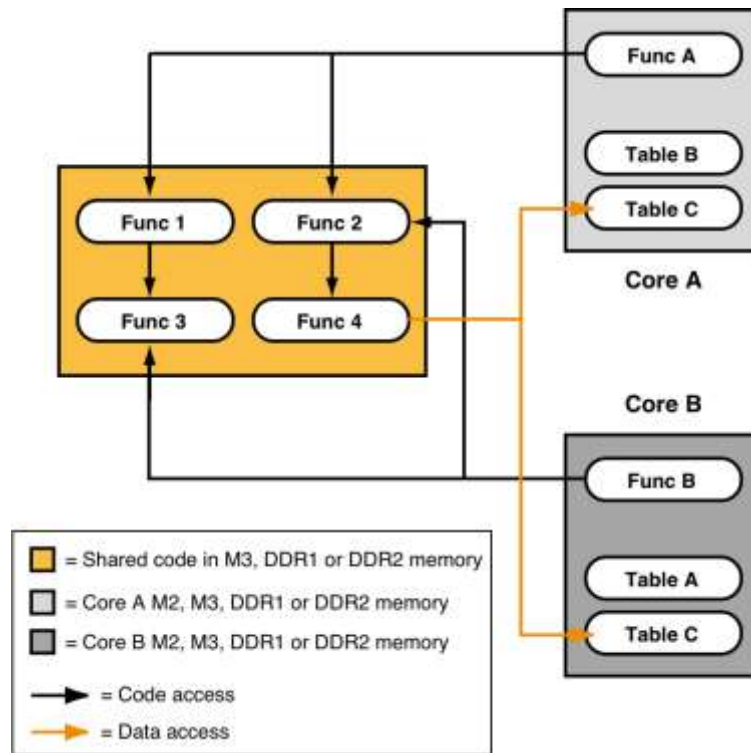 Func A
Table B
Table C
Core A
Func 1
Func 2
Func 3
Func 4
Core B
Func B
Table A
Table C
= Shared code in M3, DDR1 or DDR2 memory
= Core A M2, M3, DDR1 or DDR2 memory
= Core B M2, M3, DDR1 or DDR2 memory
= Code access
= Data access